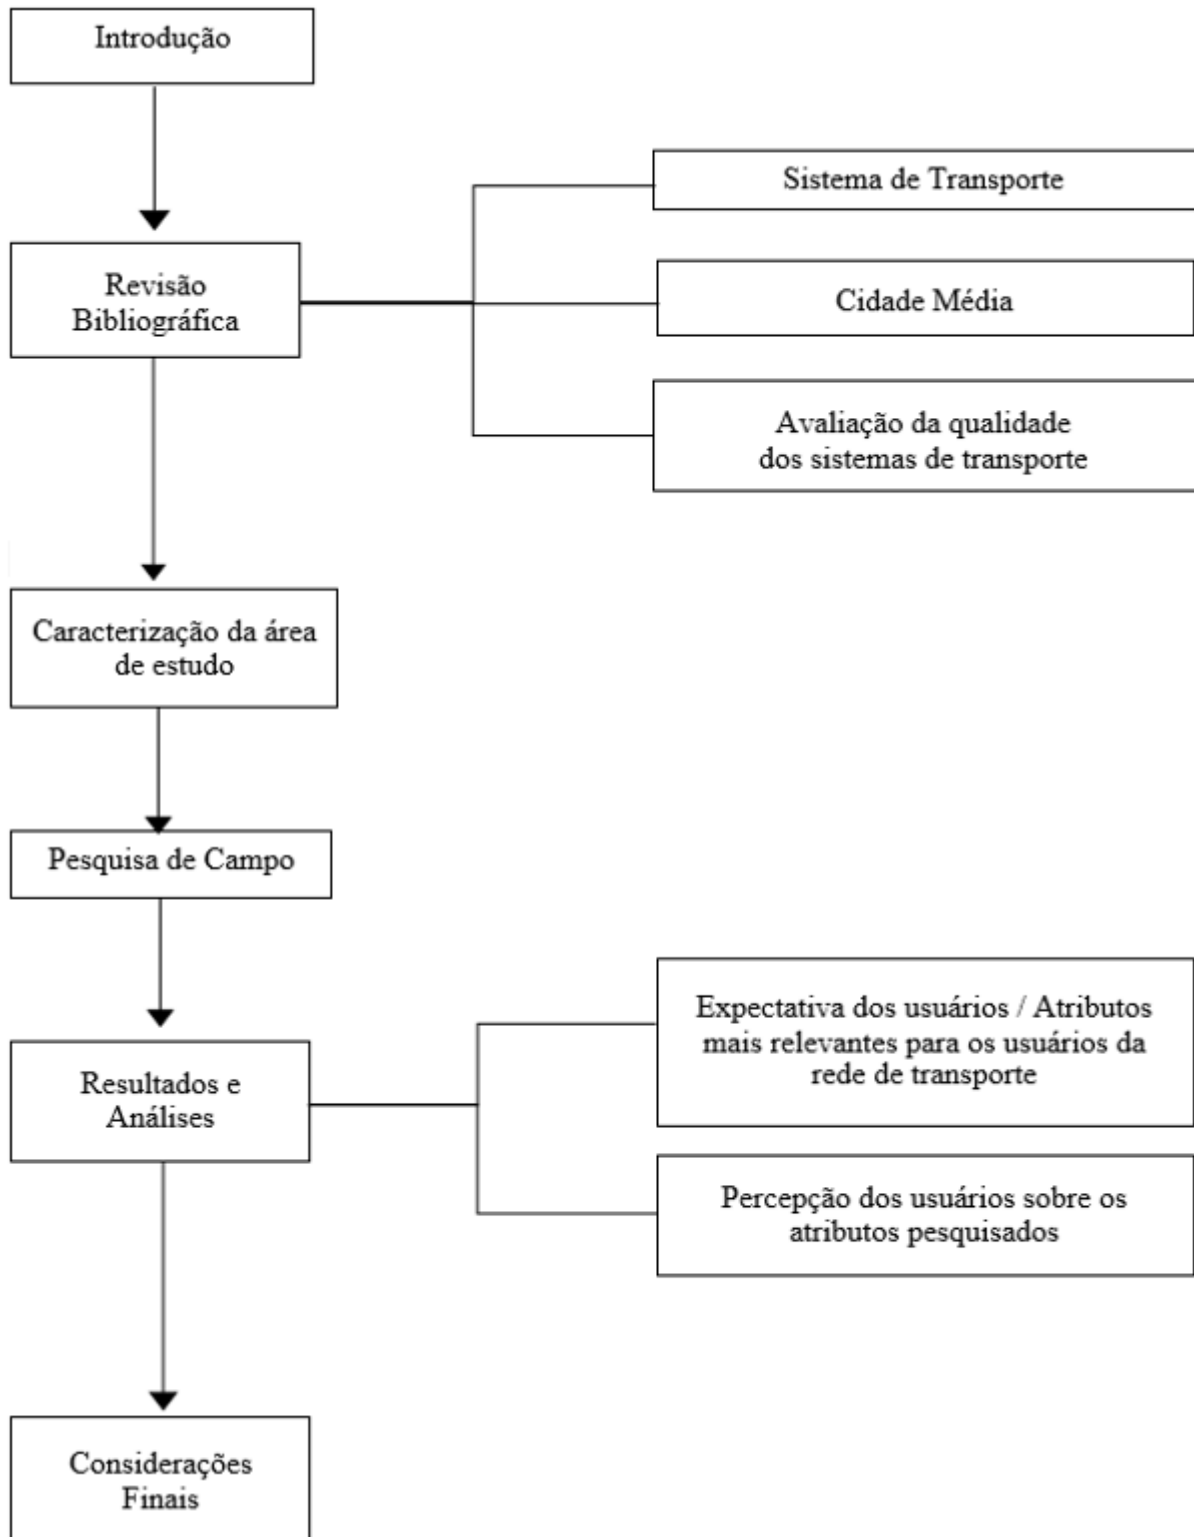 Introdução
Sistema de Transporte
Revisão
Bibliográfica
Cidade Média
Avaliação da qualidade
dos sistemas de transporte
Caracterização da área
de estudo
Pesquisa de Campo
Expectativa dos usuários / Atributos
mais relevantes para os usuários da
rede de transporte
Resultados e
Análises
Percepção dos usuários sobre os
atributos pesquisados
Considerações
Finais